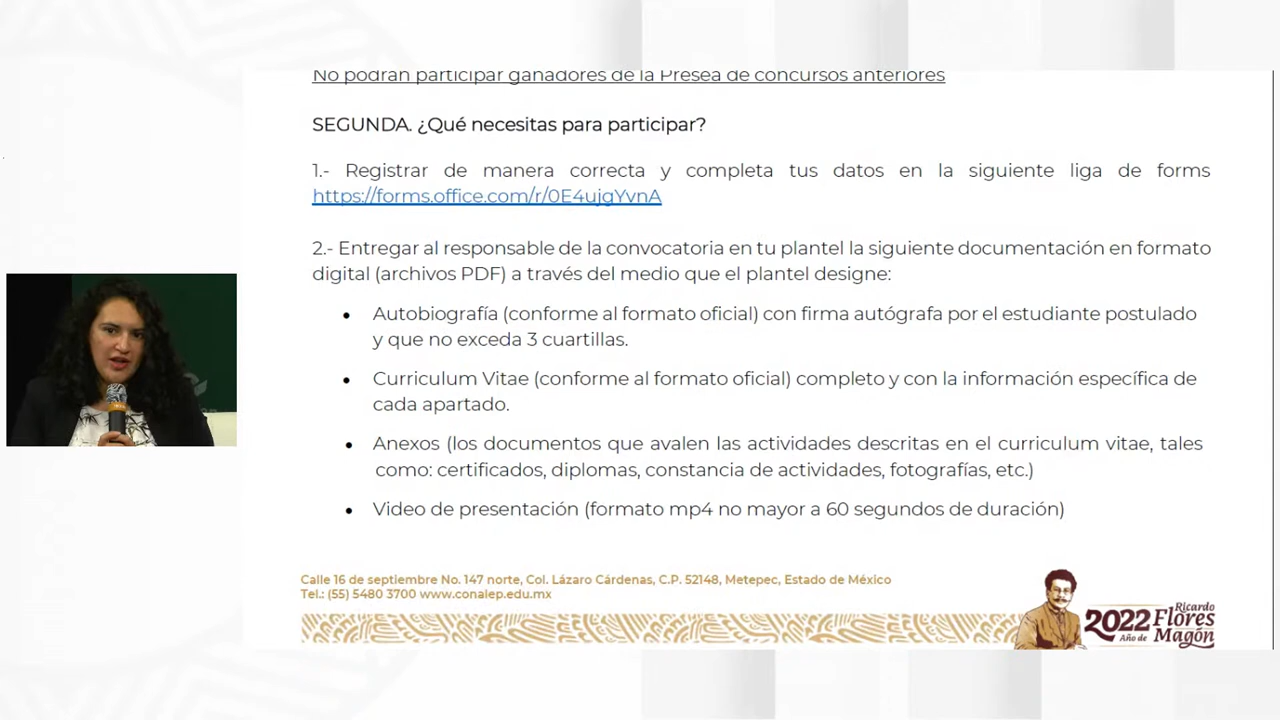 No podrán participar ganadores de la Presea de concursos anteriores
SEGUNDA. ¿Qué necesitas para participar?
1.- Registrar de manera correcta y completa tus datos en la siguiente liga de forms
https://forms.office.com/r/0E4ujgYvnA
2.- Entregar al responsable de la convocatoria en tu plantel la siguiente documentación en formato
digital (archivos PDF) a través del medio que el plantel designe:
• Autobiografía (conforme al formato oficial) con firma autógrafa por el estudiante postulado
y que no exceda 3 cuartillas.
• Curriculum Vitae (conforme al formato oficial) completo y con la información específica de
cada apartado.
• Anexos (los documentos que avalen las actividades descritas en el curriculum vitae, tales
como: certificados, diplomas, constancia de actividades, fotografías, etc.)
• Video de presentación (formato mp4 no mayor a 60 segundos de duración)
Calle 16 de septiembre No. 147 norte, Col. Lázaro Cárdenas, C.P. 52148, Metepec, Estado de México
Tel.: (55) 5480 3700 www.conalep.edu.mx
2022 Ricardo
Flores
Año de Magón